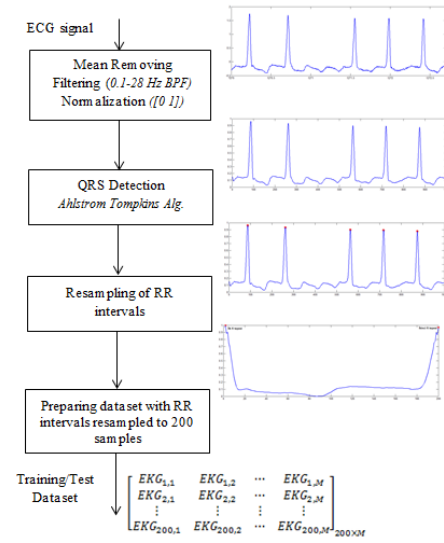 ECG signal
Mean Removing
Filtering (0.1-28 Hz BPF)
Normalization ([0 1])
QRS Detection
Ahlstrom Tompkins Alg.
Resampling of RR
intervals
Preparing dataset with RR
intervals resampled to 200
samples
Training/Test
Dataset
EKG1,1 EKG1,2 ... EKG1,M
EKG2,1 EKG2,2 ... EKG2,M
⋮ ⋮ ⋮ ⋮
EKG200,1 EKG200,2 ... EKG200,M 200×M